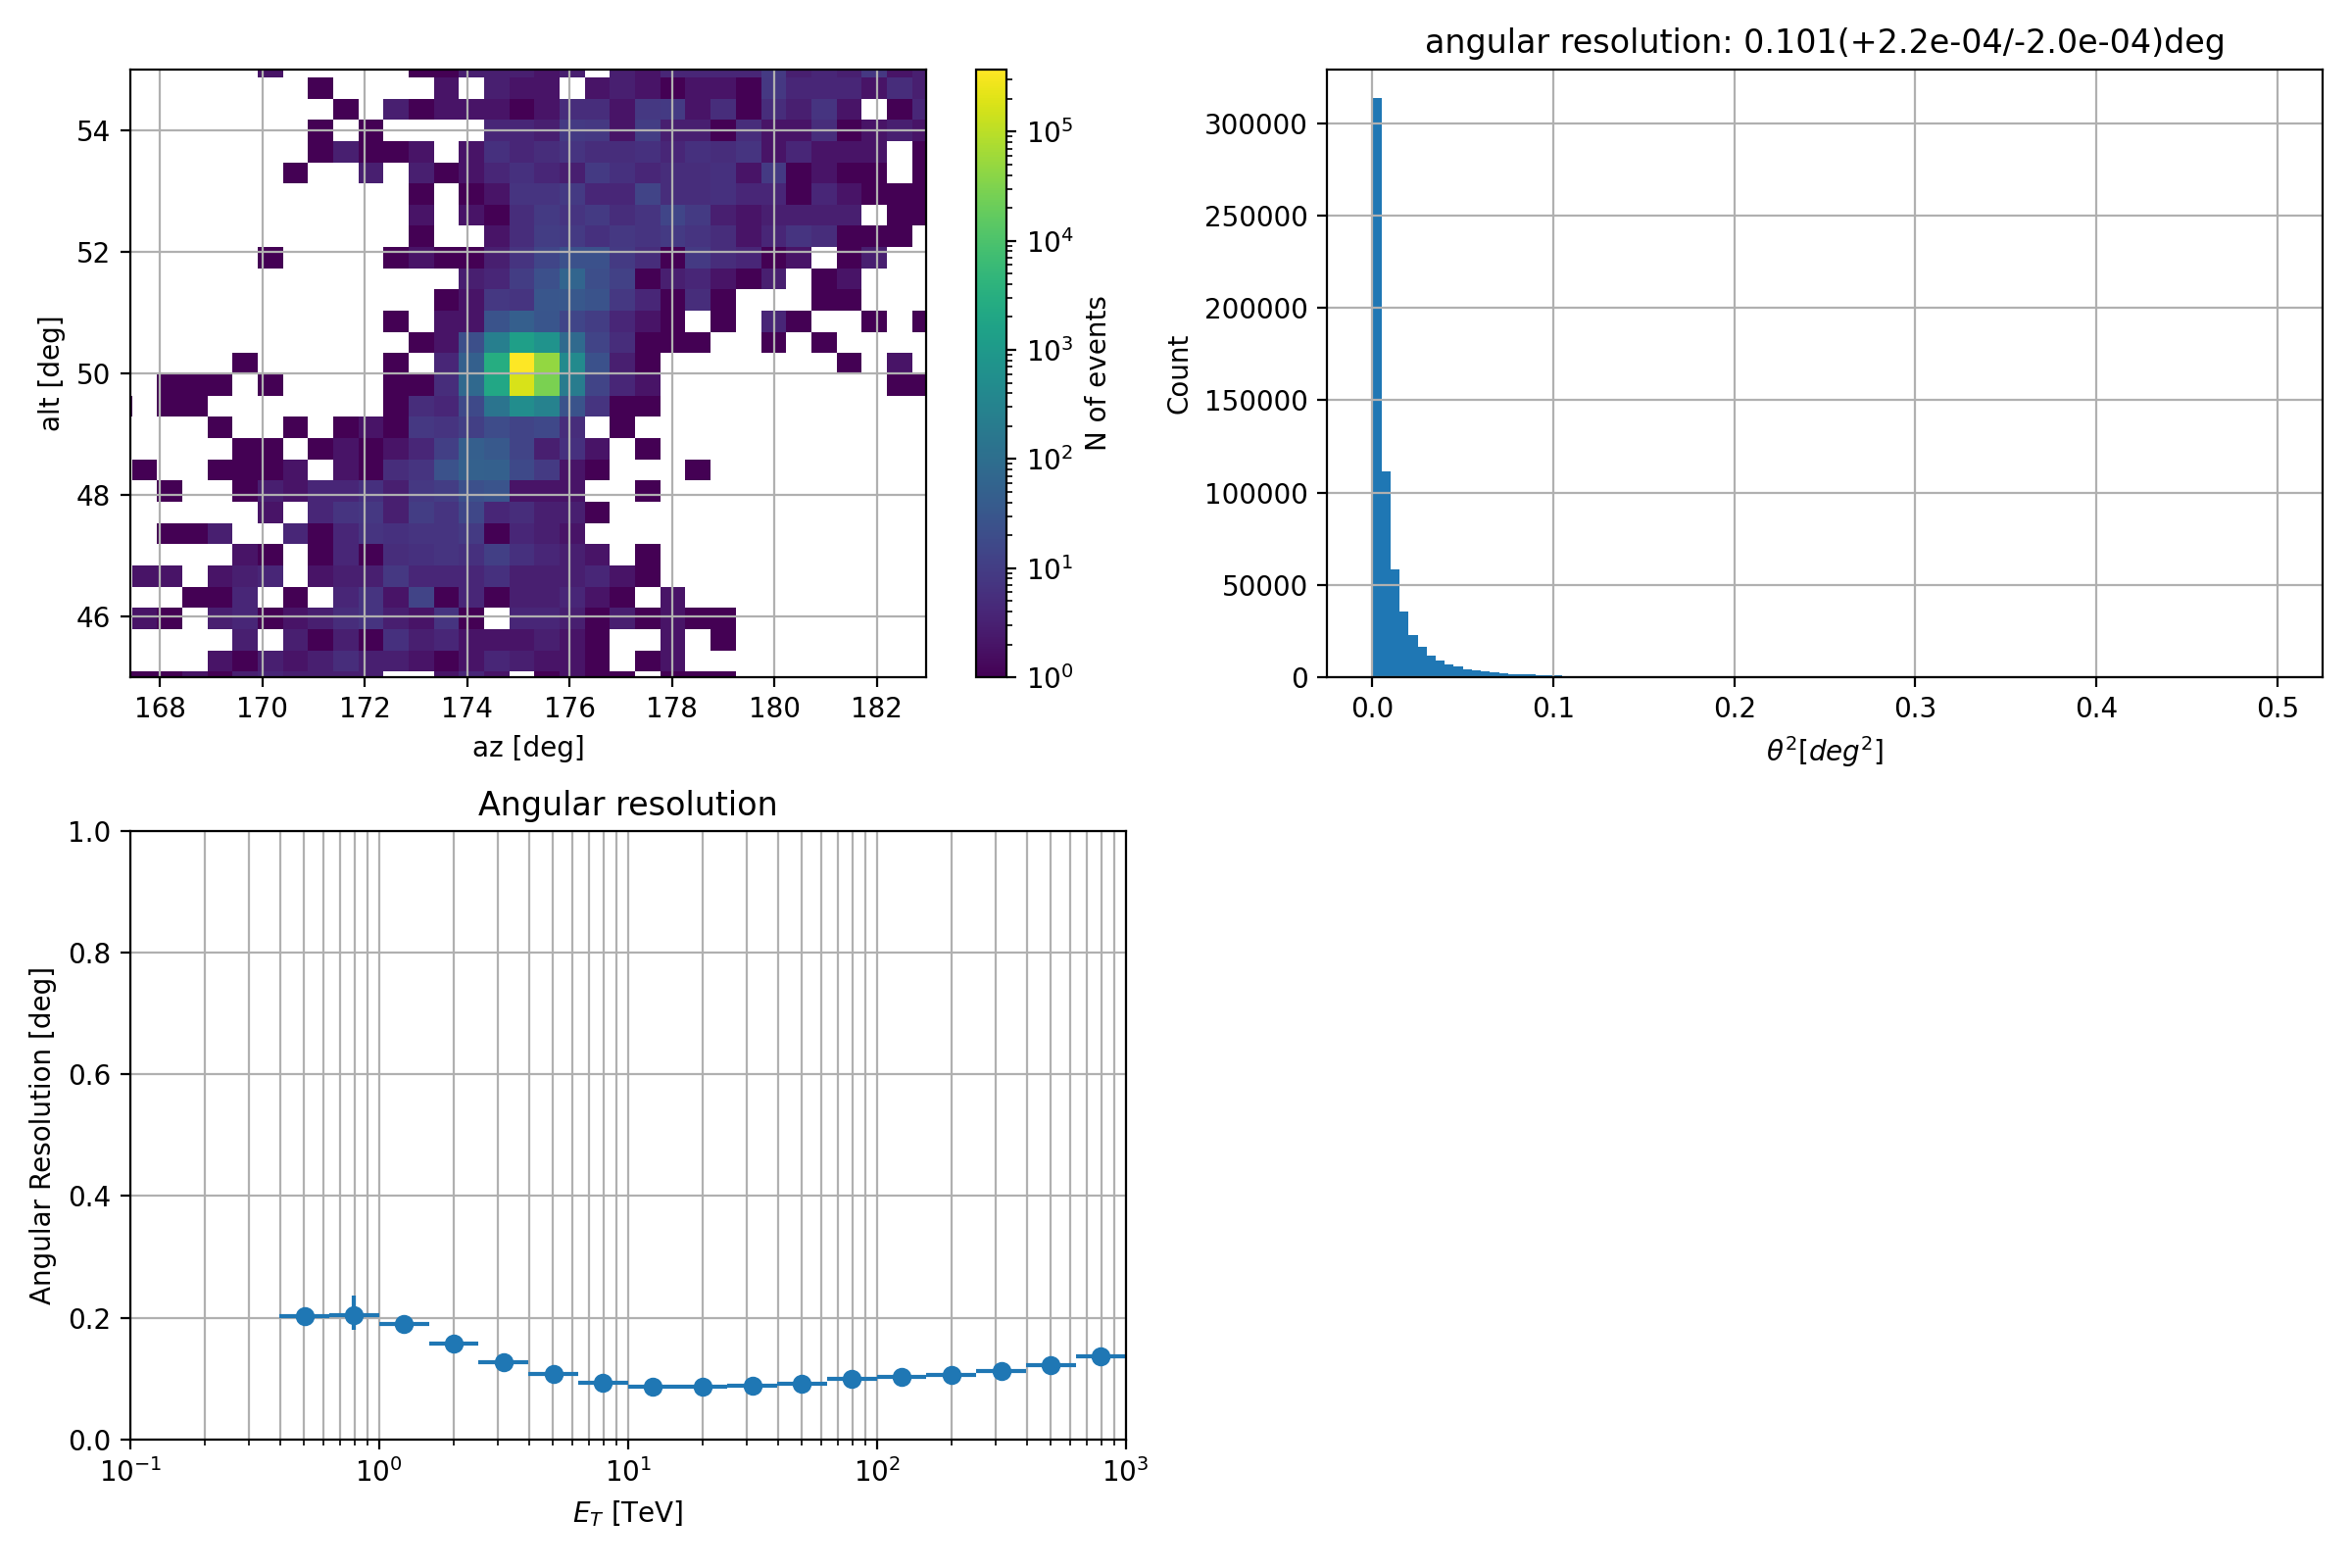 54
52
50
48
46
alt [deg]
168 170 172 174 176 178 180 182
az [deg]
10⁵
10⁴
10³
10²
10¹
10⁰
N of events
angular resolution: 0.101(+2.2e-04/-2.0e-04)deg
300000
250000
200000
150000
100000
50000
0
Count
0.0 0.1 0.2 0.3 0.4 0.5
θ²[deg²]
Angular resolution
1.0
0.8
0.6
0.4
0.2
0.0
Angular Resolution [deg]
10⁻¹ 10⁰ 10¹ 10² 10³
E_T [TeV]